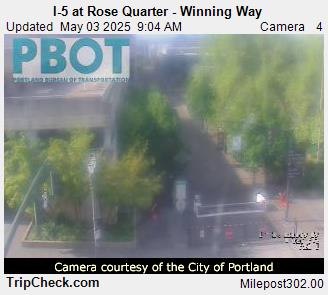 I-5 at Rose Quarter - Winning Way
Updated May 03 2025 9:04 AM Camera 4
PBOT
PORTLAND BUREAU OF TRANSPORTATION
Camera courtesy of the City of Portland
TripCheck.com Milepost302.00